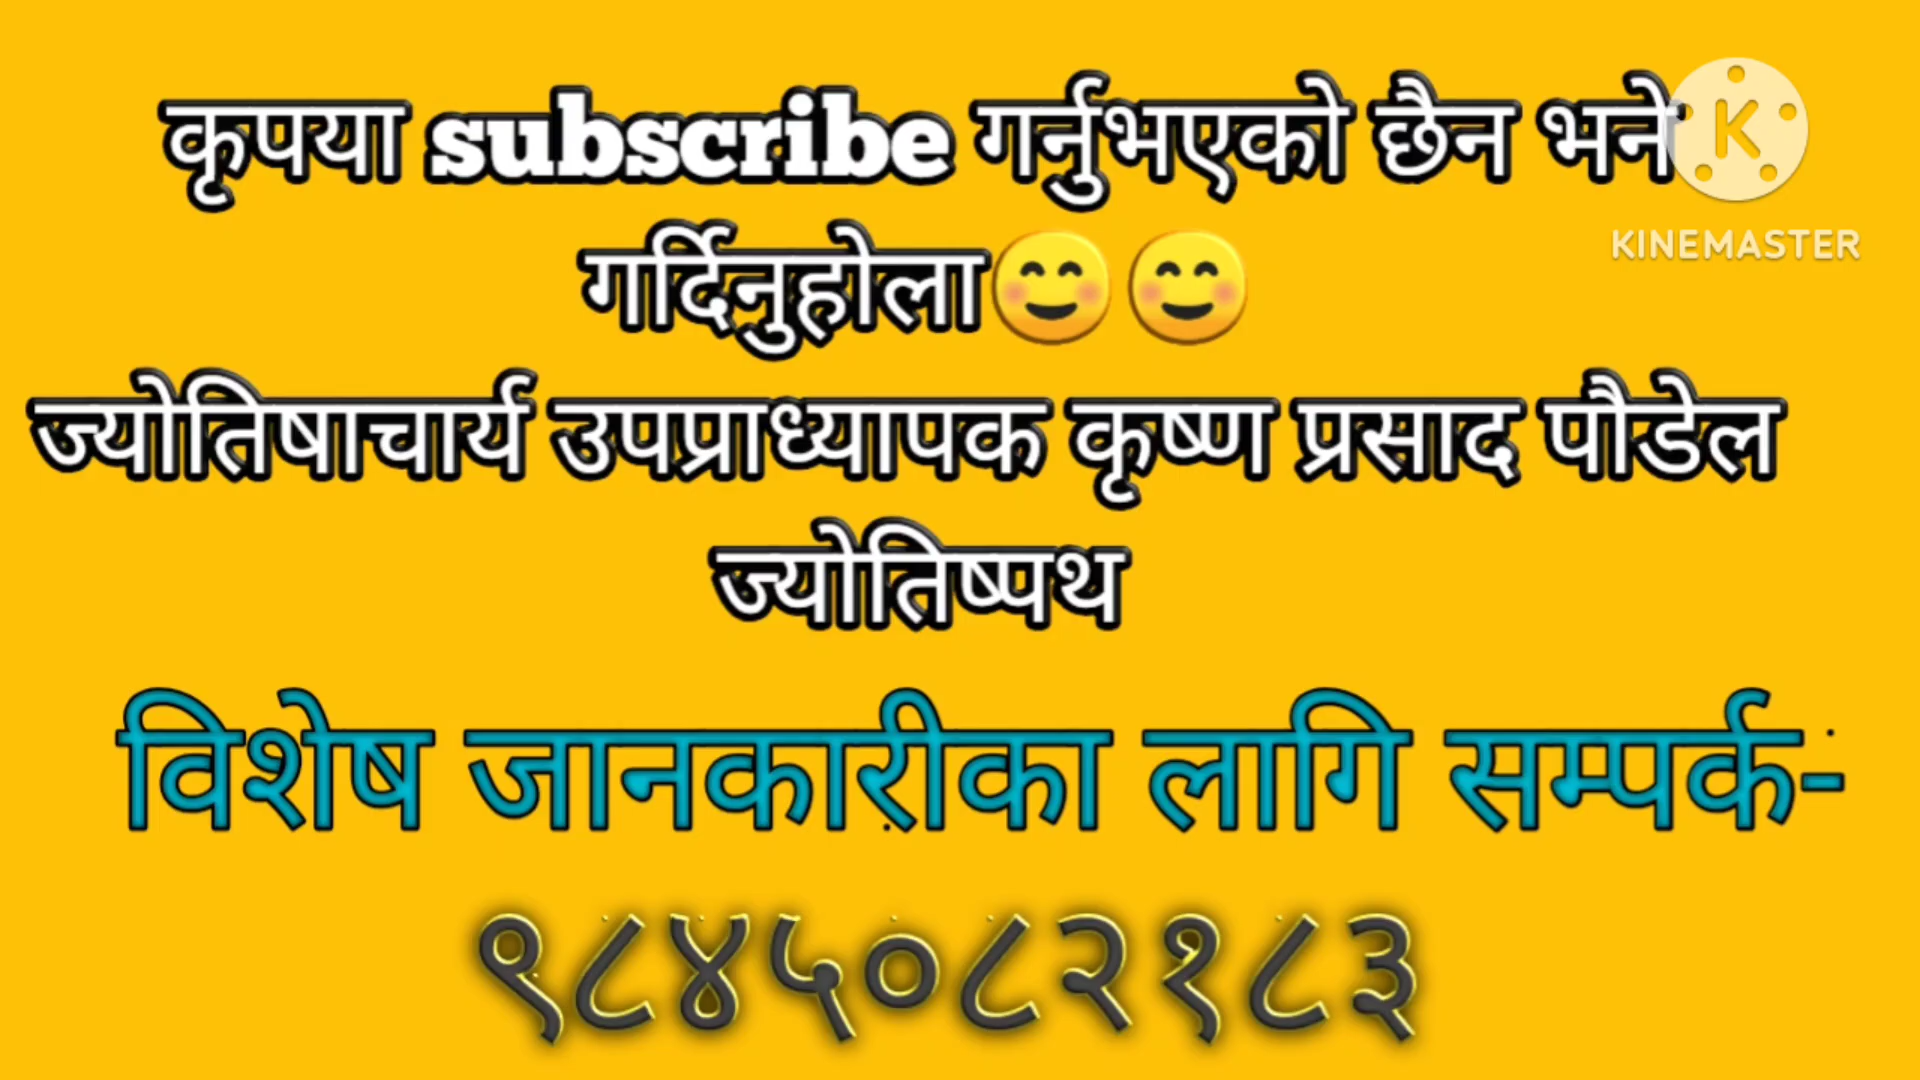 कृपया subscribe गर्नुभएको छैन भने
गर्दिनुहोला😊😊
ज्योतिषाचार्य उपप्राध्यापक कृष्ण प्रसाद पौडेल
ज्योतिष्पथ
विशेष जानकारीका लागि सम्पर्क-
९८४५०८२१८३
K
KINEMASTER